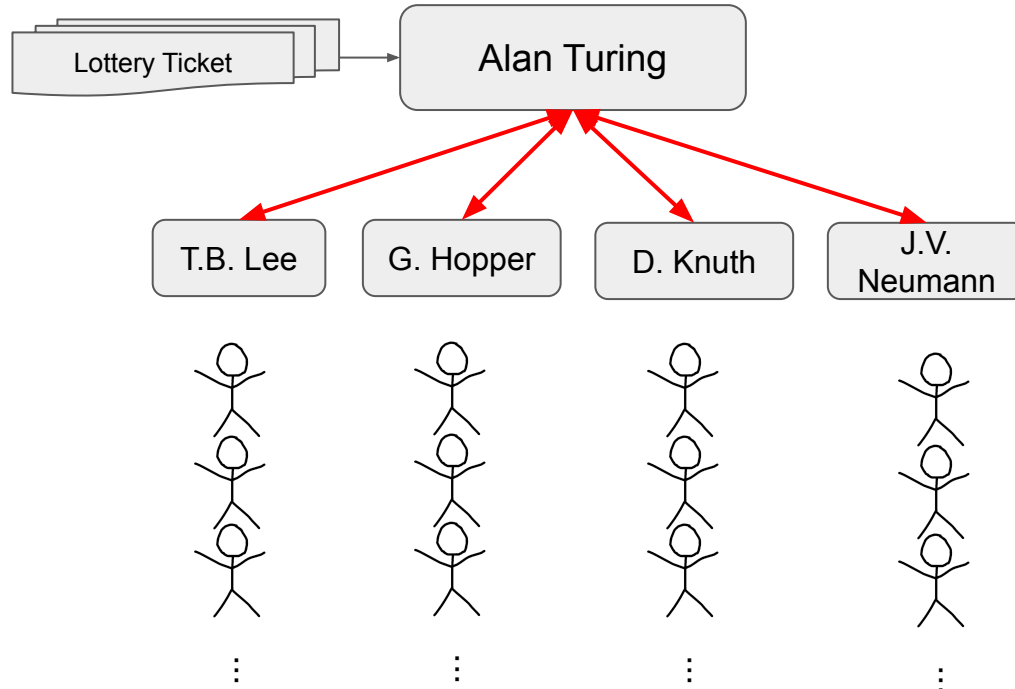 Lottery Ticket
Alan Turing
T.B. Lee
G. Hopper
D. Knuth
J.V.
Neumann